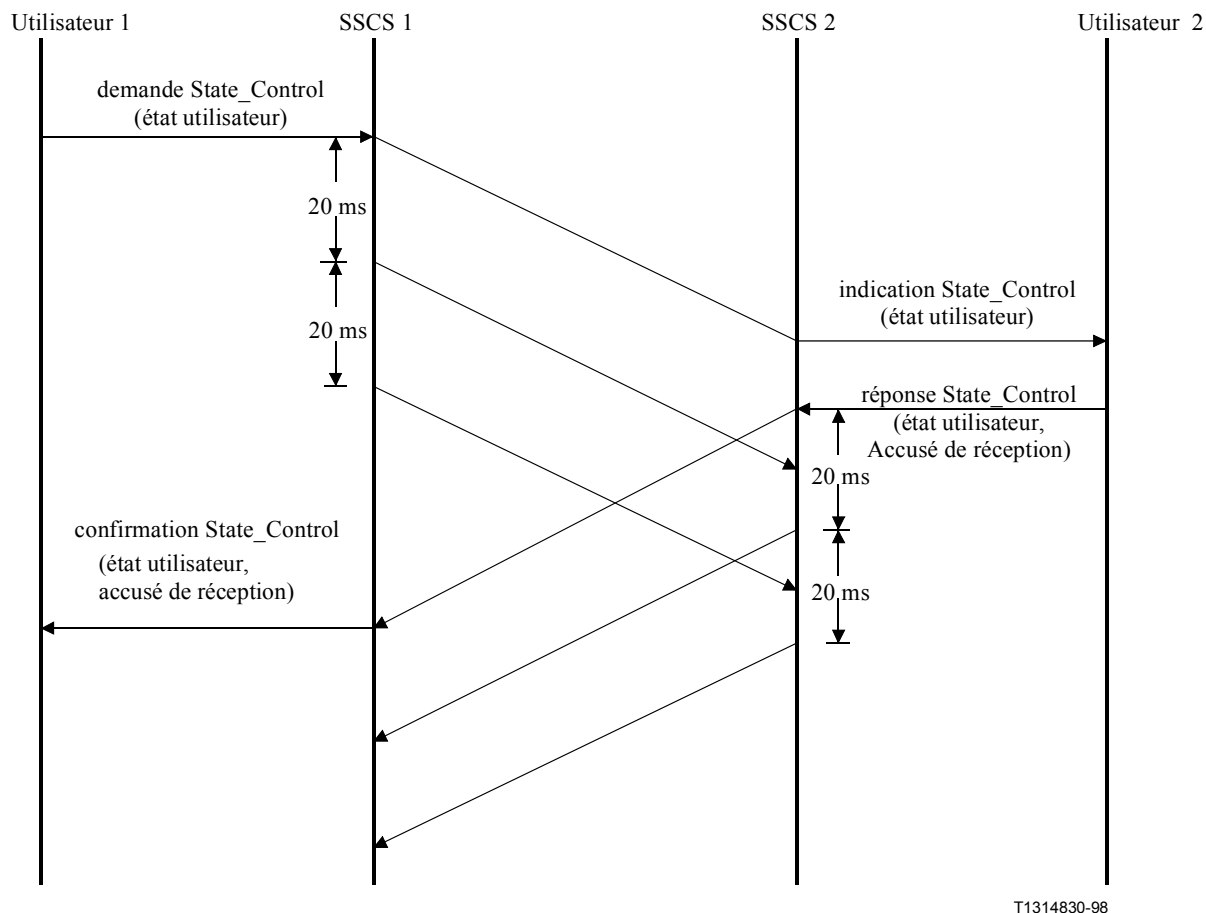 Utilisateur 1
SSCS 1
SSCS 2
Utilisateur 2
demande State_Control
(état utilisateur)
20 ms
20 ms
indication State_Control
(état utilisateur)
réponse State_Control
(état utilisateur,
Accusé de réception)
20 ms
20 ms
confirmation State_Control
(état utilisateur,
accusé de réception)
T1314830-98